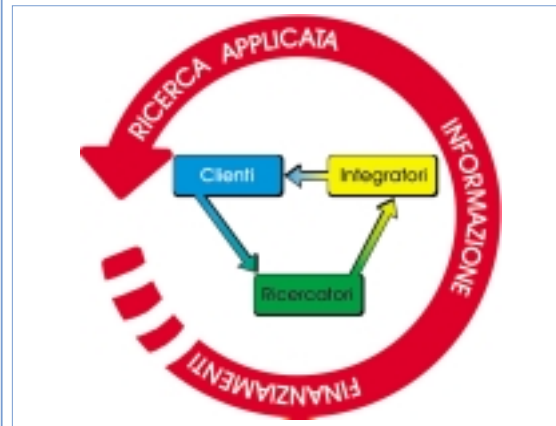 RICERCA APPLICATA
INFORMAZIONE
FINANZIAMENTI
Clienti
Integratori
Ricercatori